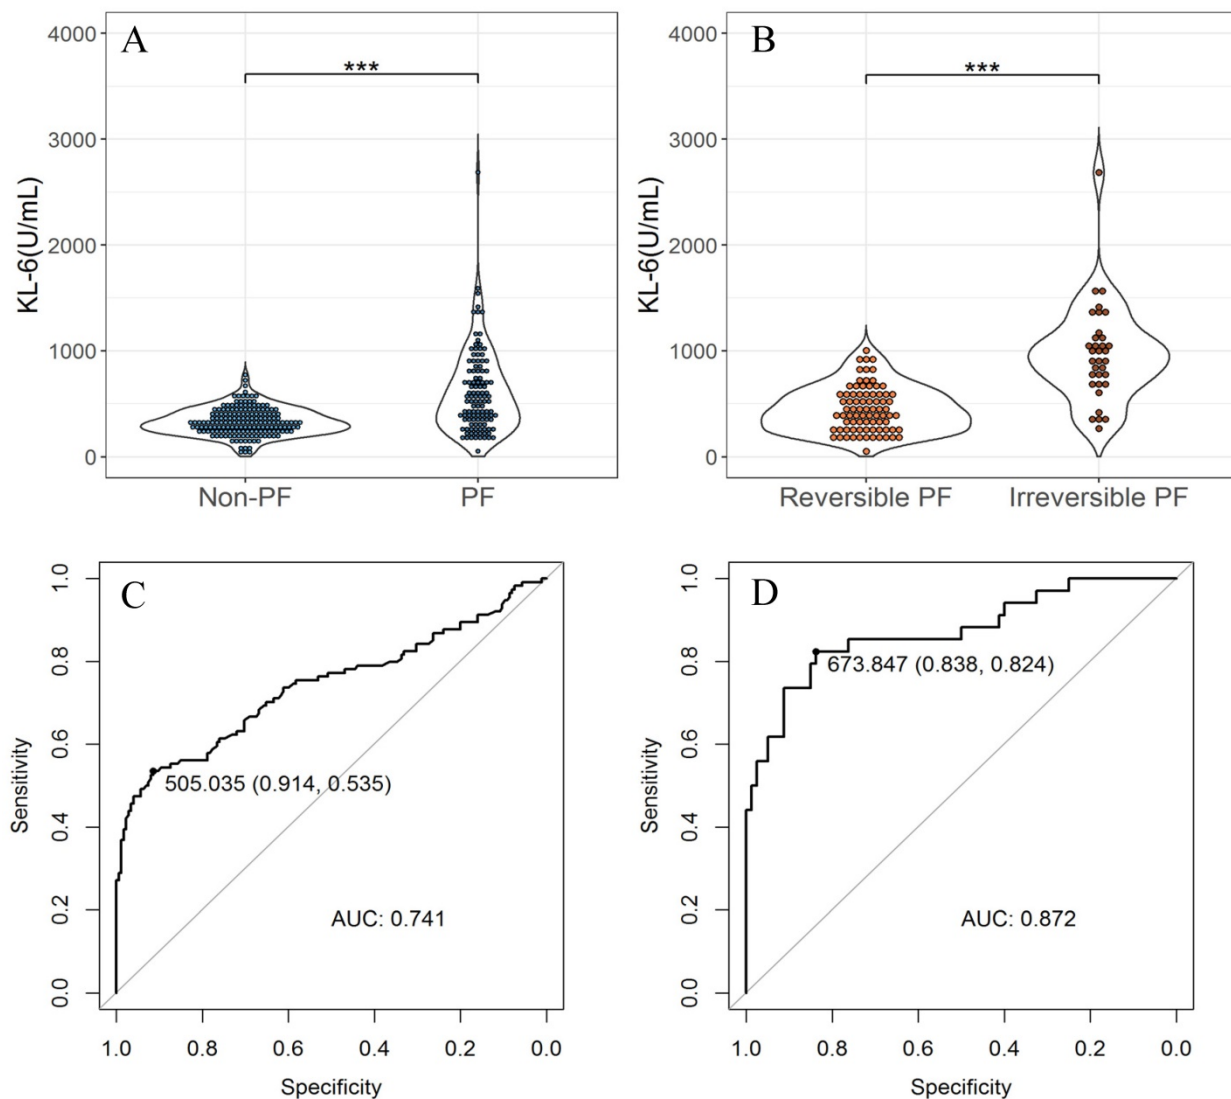 A
B
4000
3000
2000
1000
0
KL-6(U/mL)
***
Non-PF
PF
4000
3000
2000
1000
0
KL-6(U/mL)
***
Reversible PF
Irreversible PF
C
1.0
0.8
0.6
0.4
0.2
0.0
Sensitivity
505.035 (0.914, 0.535)
AUC: 0.741
1.0
0.8
0.6
0.4
0.2
0.0
Specificity
D
1.0
0.8
0.6
0.4
0.2
0.0
Sensitivity
673.847 (0.838, 0.824)
AUC: 0.872
1.0
0.8
0.6
0.4
0.2
0.0
Specificity